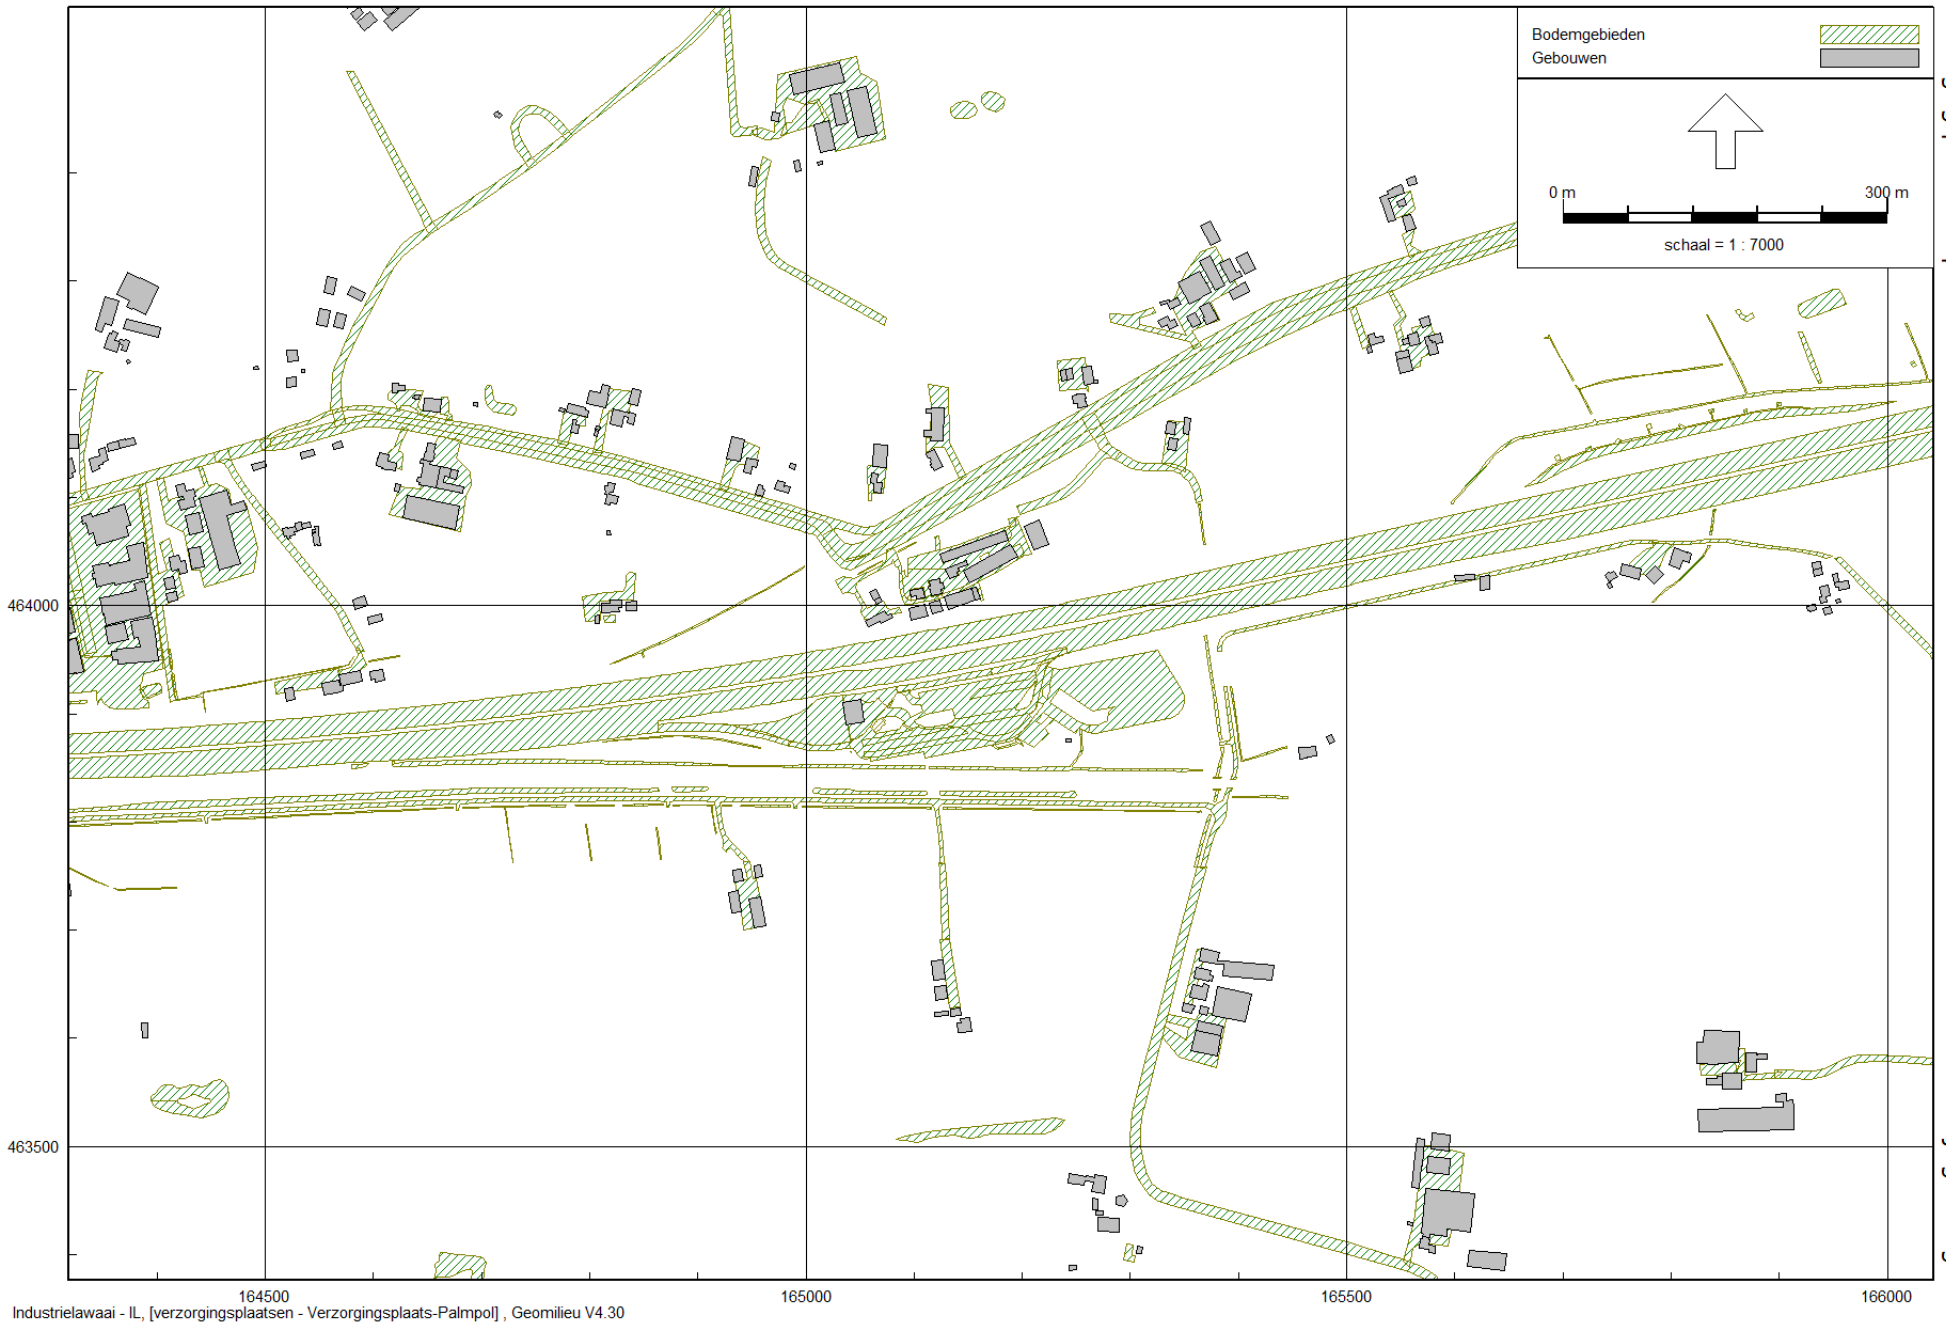 Bodemgebieden
Gebouwen
0 m 300 m
schaal = 1 : 7000
464000
463500
164500 165000 165500 166000
Industrielawaai - IL, [verzorgingsplaatsen - Verzorgingsplaats-Palmpol] , Geomilieu V4.30